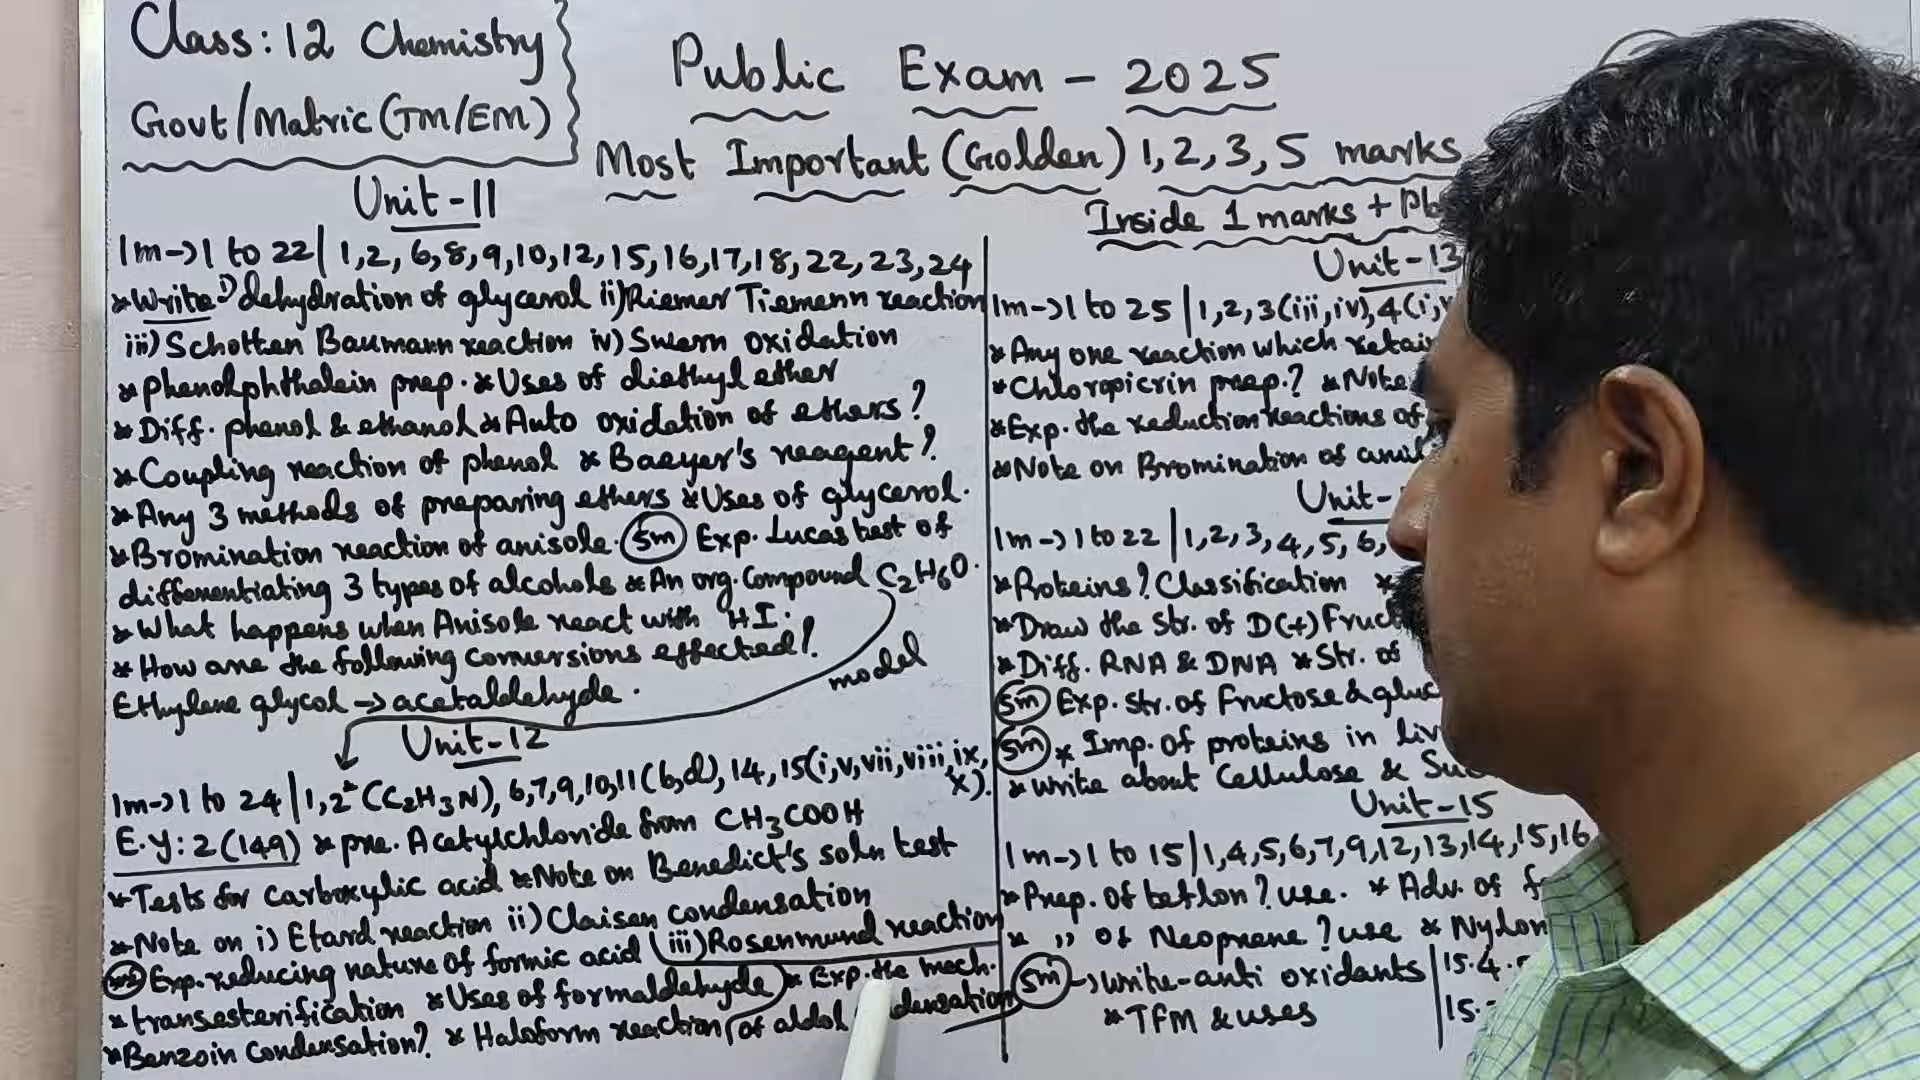 Class: 12 Chemistry
Govt/Matric (TM/EM)
Public Exam - 2025
Most Important (Golden) 1, 2, 3, 5 marks
Unit-11
1m->1 to 22 | 1, 2, 6, 8, 9, 10, 12, 15, 16, 17, 18, 22, 23, 24
*Write i) dehydration of glycerol ii) Riemer Tiemann reaction
iii) Schotten Baumann reaction iv) Swern oxidation
*Phenolphthalein prep. *Uses of diethyl ether
*Diff. phenol & ethanol *Auto oxidation of ethers?
*Coupling reaction of phenol *Baeyer's reagent?
*Any 3 methods of preparing ethers *Uses of glycerol.
*Bromination reaction of anisole. 5m Exp. Lucas test of
differentiating 3 types of alcohols *An org. Compound C2H6O.
*What happens when Anisole react with HI.
*How are the following conversions effected?
Ethylene glycol -> acetaldehyde.
model
Unit-12
1m->1 to 24 | 1, 2* (C2H3N), 6, 7, 9, 10, 11(b,d), 14, 15(i, v, vii, viii, ix,
x).
E.Y: 2 (149) *pre. Acetylchloride from CH3COOH
*Tests for carboxylic acid *Note on Benedict's soln test
*Note on i) Etard reaction ii) Claisen condensation
iii) Rosenmund reaction
Exp. reducing nature of formic acid
*transesterification *Uses of formaldehyde *Exp. the mech.
*Benzoin Condensation? *Haloform reaction of aldol
Inside 1 marks +
Unit-13
1m->1 to 25 | 1, 2, 3(iii, iv), 4(i,
*Any one reaction which
*Chloropicrin prep.? *Note
*Exp. the reduction reactions of
*Note on Bromination of
Unit-
1m->1 to 22 | 1, 2, 3, 4, 5, 6,
*Proteins? Classification *
*Draw the Str. of D(+)
*Diff. RNA & DNA *Str. of
5m Exp. Str. of Fructose &
5m * Imp. of proteins in
*Write about Cellulose &
Unit-15
1m->1 to 15 | 1, 4, 5, 6, 7, 9, 12, 13, 14, 15, 16
*Prep. of teflon? use. *Adv. of
* ,, of Neoprene? use *Nylon
5m -> Write-anti oxidants | 15.4.
*TFM & uses | 15.